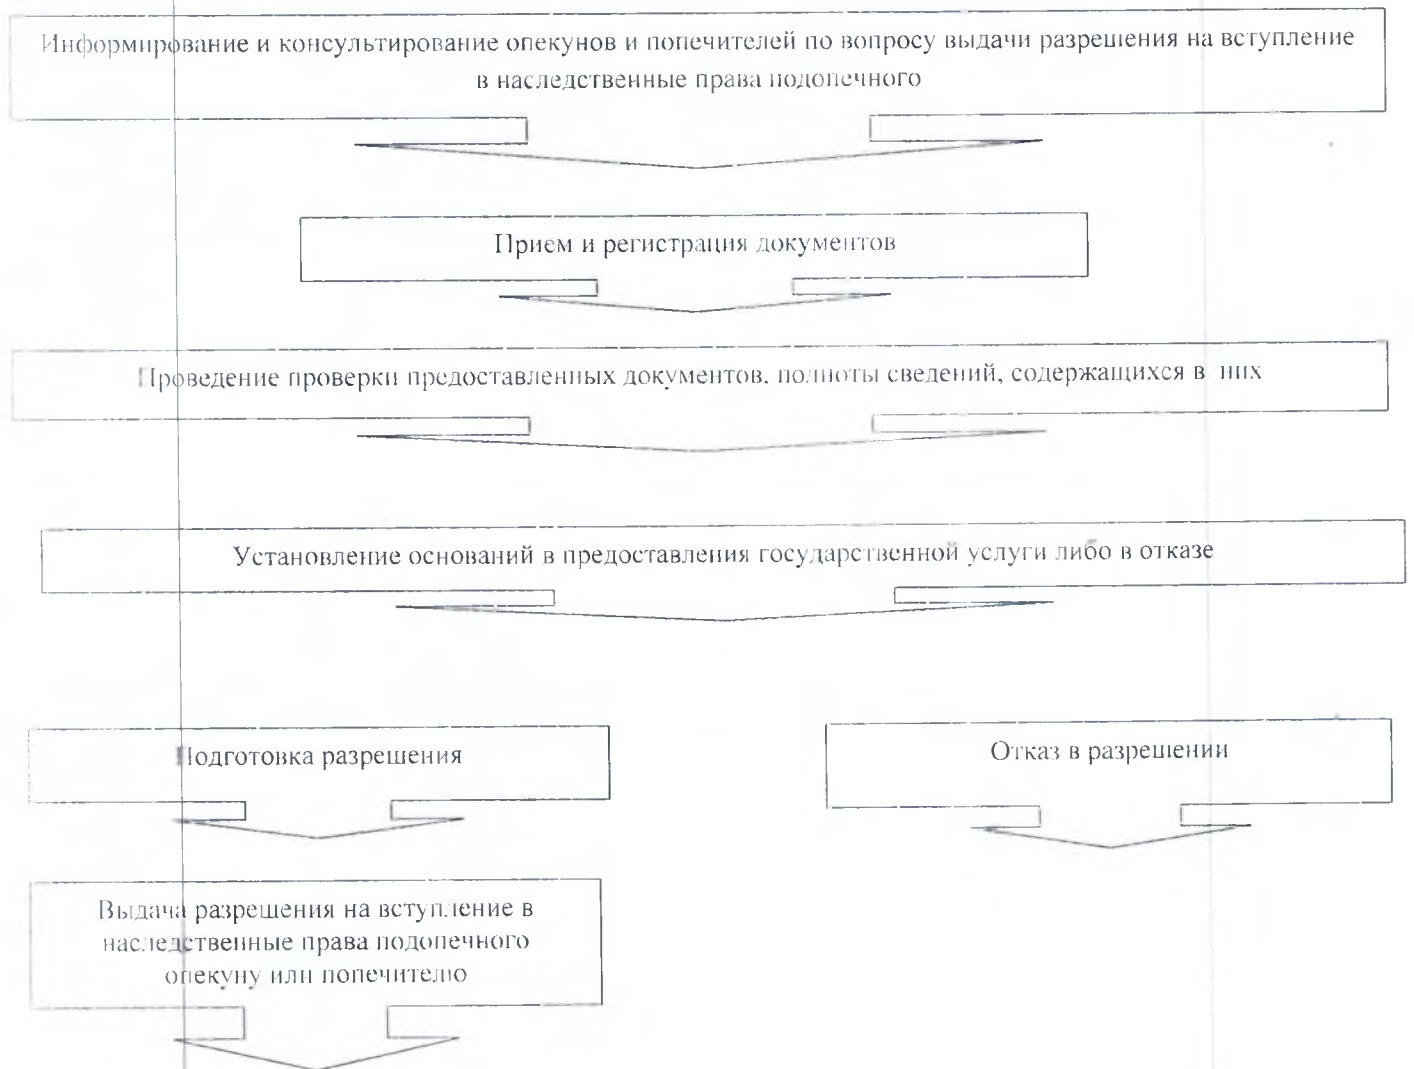 Информирование и консультирование опекунов и попечителей по вопросу выдачи разрешения на вступление
в наследственные права подопечного
Прием и регистрация документов
Проведение проверки предоставленных документов, полноты сведений, содержащихся в них
Установление оснований в предоставления государственной услуги либо в отказе
Подготовка разрешения
Отказ в разрешении
Выдача разрешения на вступление в
наследственные права подопечного
опекуну или попечителю